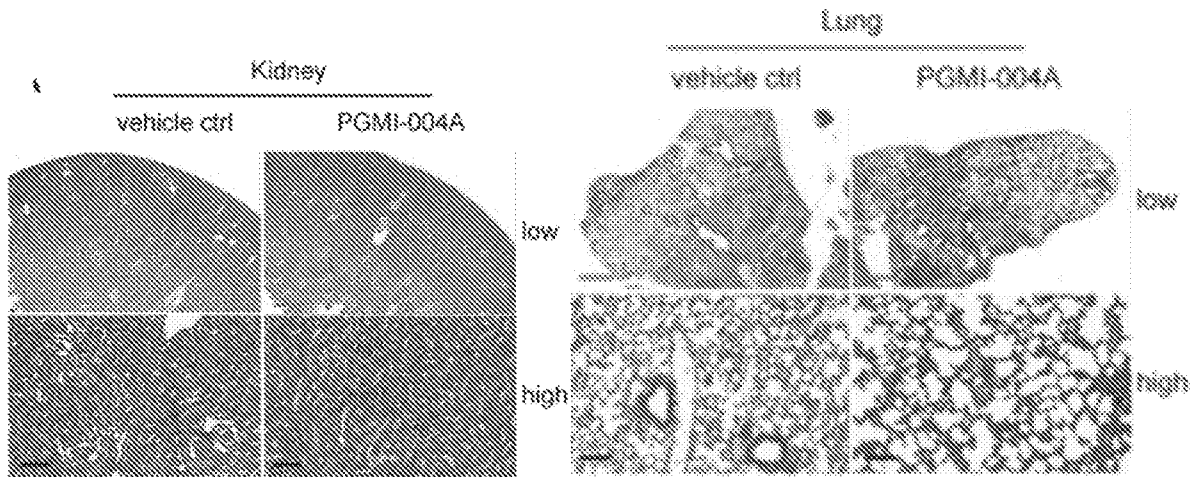 Kidney
vehicle ctrl PGMI-004A
low
high
Lung
vehicle ctrl PGMI-004A
low
high